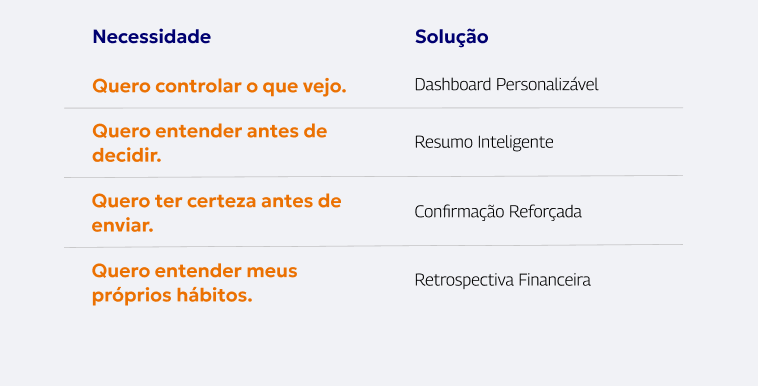 Necessidade Solução
Quero controlar o que vejo. Dashboard Personalizável
Quero entender antes de
decidir.
Resumo Inteligente
Quero ter certeza antes de
enviar.
Confirmação Reforçada
Quero entender meus
próprios hábitos.
Retrospectiva Financeira